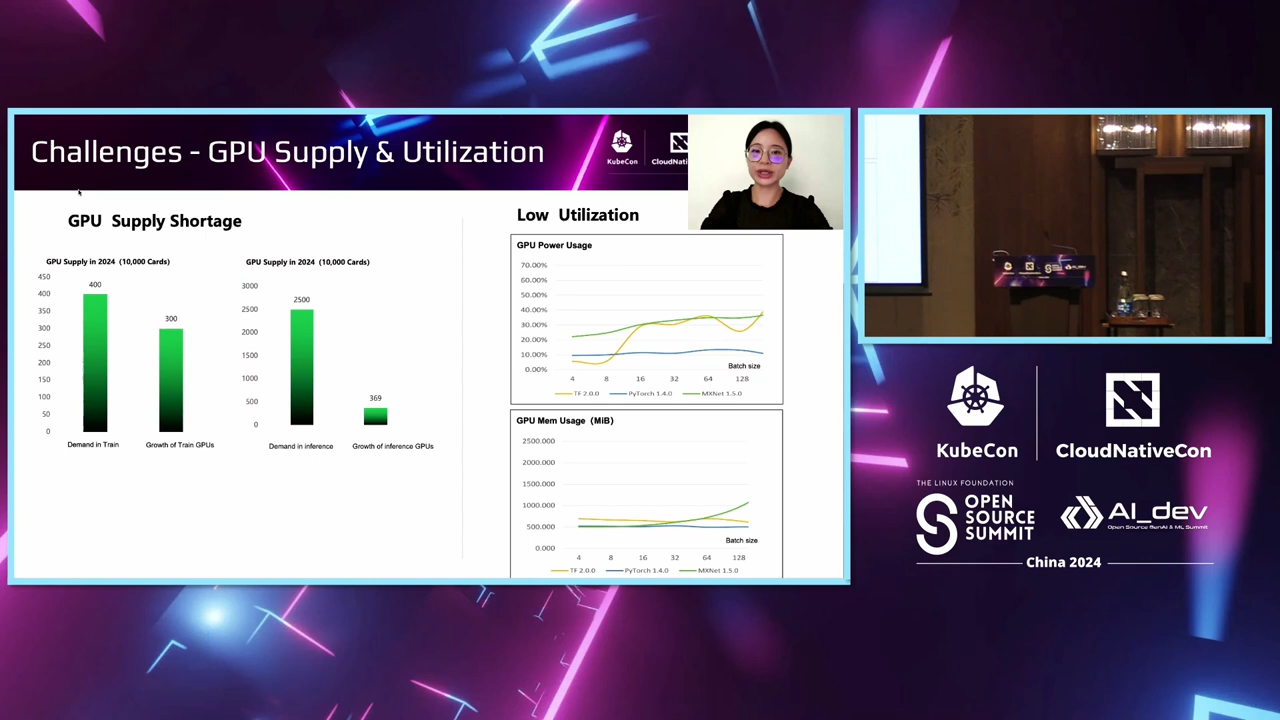 Challenges - GPU Supply & Utilization
KubeCon
GPU Supply Shortage
GPU Supply in 2024 (10,000 Cards)
450
400
350
300
250
200
150
100
50
0
400
300
Demand in Train
Growth of Train GPUs
GPU Supply in 2024 (10,000 Cards)
3000
2500
2000
1500
1000
500
0
2500
369
Demand in inference
Growth of inference GPUs
Low Utilization
GPU Power Usage
70.00%
60.00%
50.00%
40.00%
30.00%
20.00%
10.00%
0.00%
Batch size
4 8 16 32 64 128
TF 2.0.0 PyTorch 1.4.0 MXNet 1.5.0
GPU Mem Usage (MiB)
2500.000
2000.000
1500.000
1000.000
500.000
0.000
Batch size
4 8 16 32 64 128
TF 2.0.0 PyTorch 1.4.0 MXNet 1.5.0
KubeCon
CloudNativeCon
THE LINUX FOUNDATION
OPEN
SOURCE
SUMMIT
AI_dev
Open Source GenAI & ML Summit
China 2024